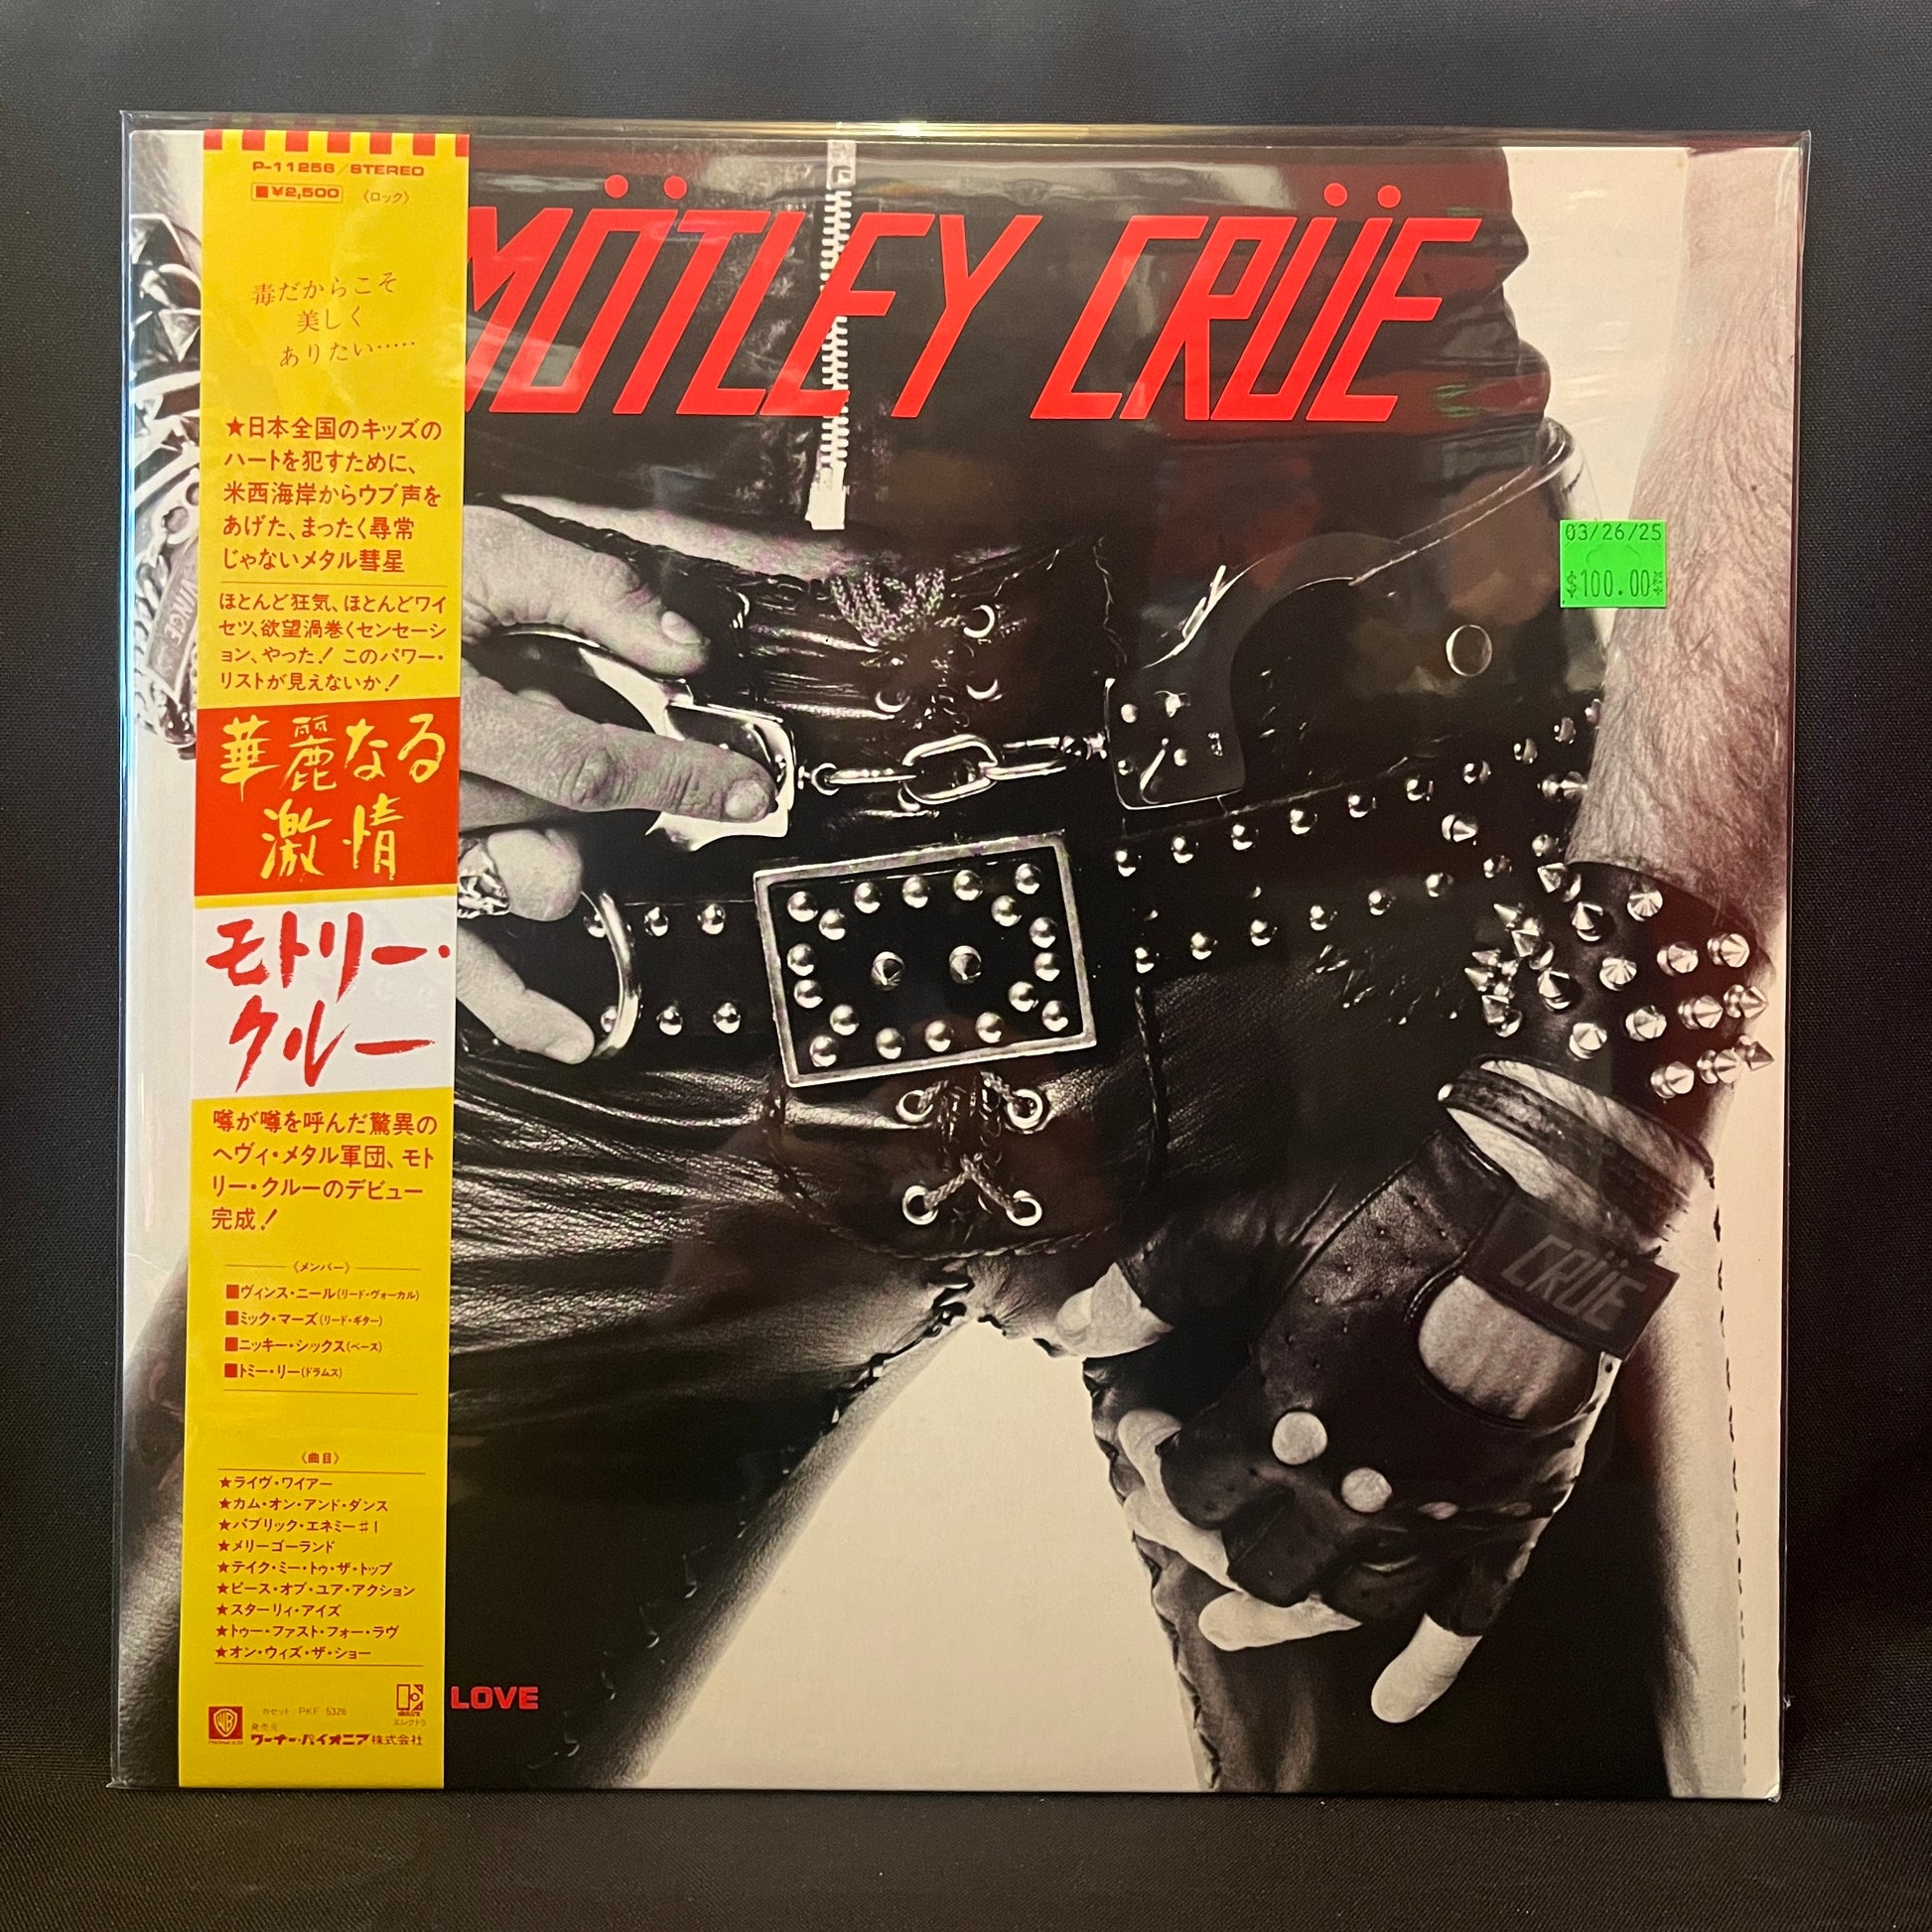 P-11256/STEREO
■¥2,500 《ロック》
毒だからこそ
美しく
ありたい……
★日本全国のキッズの
ハートを犯すために、
米西海岸からウブ声を
あげた、まったく尋常
じゃないメタル彗星
ほとんど狂気、ほとんどワイ
セツ、欲望渦巻くセンセーシ
ョン、やった! このパワー・
リストが見えないか!
華麗なる
激情
モトリー・
クルー
噂が噂を呼んだ驚異の
ヘヴィ・メタル軍団、モト
リー・クルーのデビュー
完成!
《メンバー》
■ヴィンス・ニール(リード・ヴォーカル)
■ミック・マーズ(リード・ギター)
■ニッキー・シックス(ベース)
■トミー・リー(ドラムス)
《曲目》
★ライヴ・ワイアー
★カム・オン・アンド・ダンス
★パブリック・エネミー#1
★メリーゴーランド
★テイク・ミー・トゥ・ザ・トップ
★ピース・オブ・ユア・アクション
★スターリィ・アイズ
★トゥー・ファスト・フォー・ラヴ
★オン・ウィズ・ザ・ショー
カセット:PKF-5326
エレクトラ
発売元
ワーナー・パイオニア株式会社
MÖTLEY CRÜE
03/26/25
$100.00
VINCE
CRÜE
LOVE